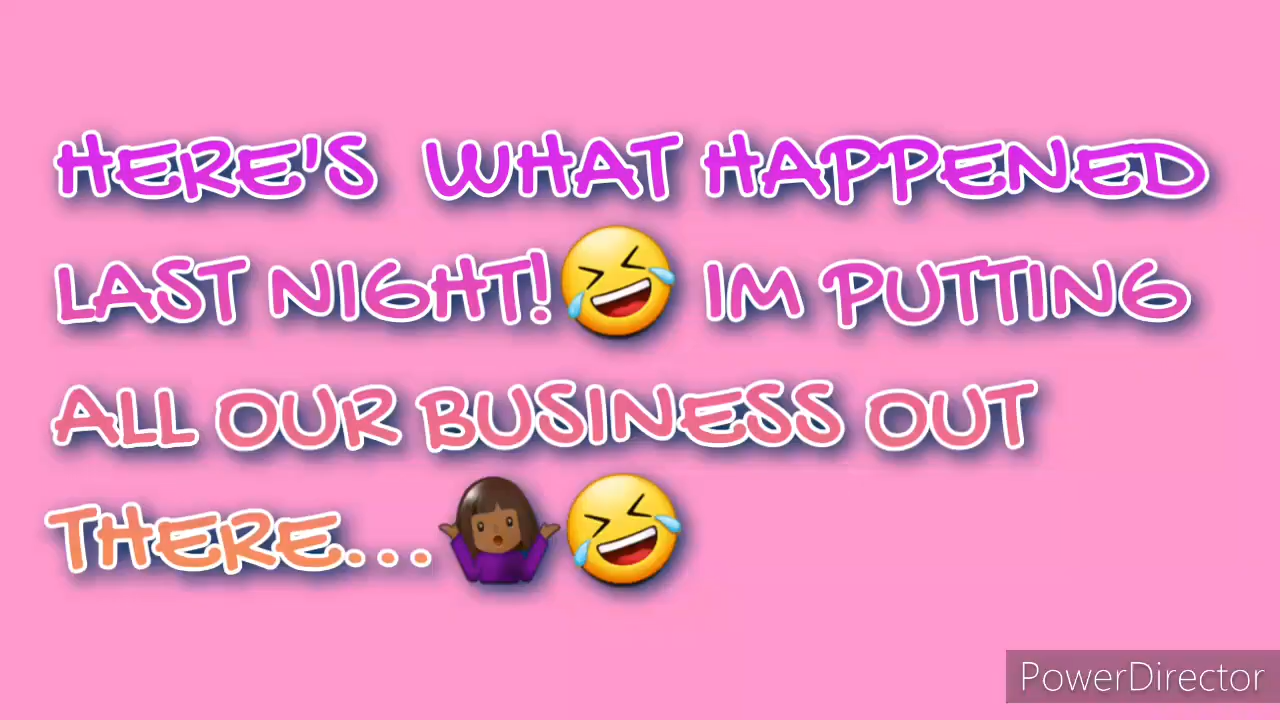 HERE'S WHAT HAPPENED
LAST NIGHT!🤣 IM PUTTING
ALL OUR BUSINESS OUT
THERE...🤷🏾‍♀️🤣
PowerDirector